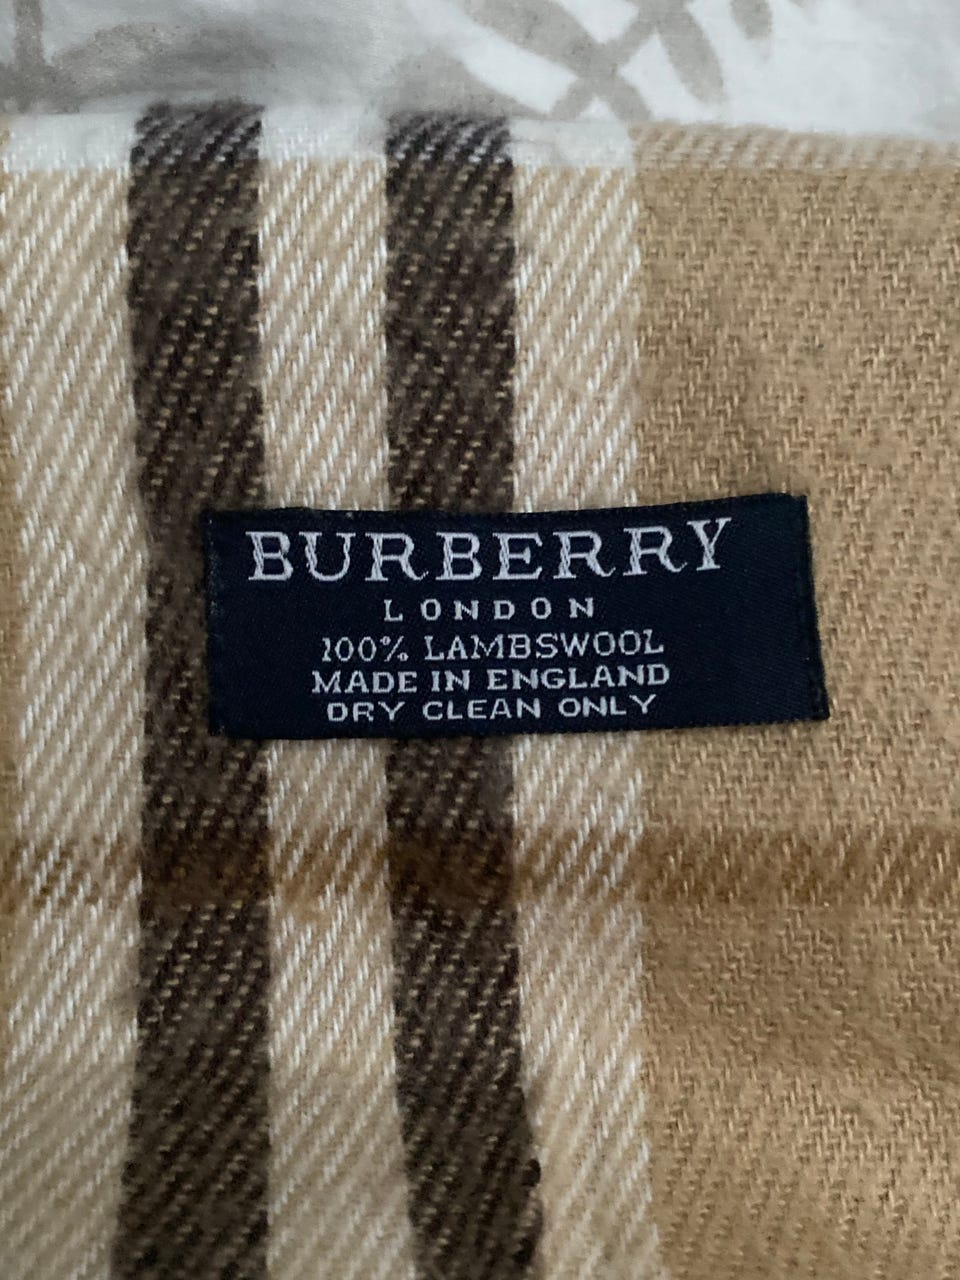 BURBERRY
LONDON
100% LAMBSWOOL
MADE IN ENGLAND
DRY CLEAN ONLY